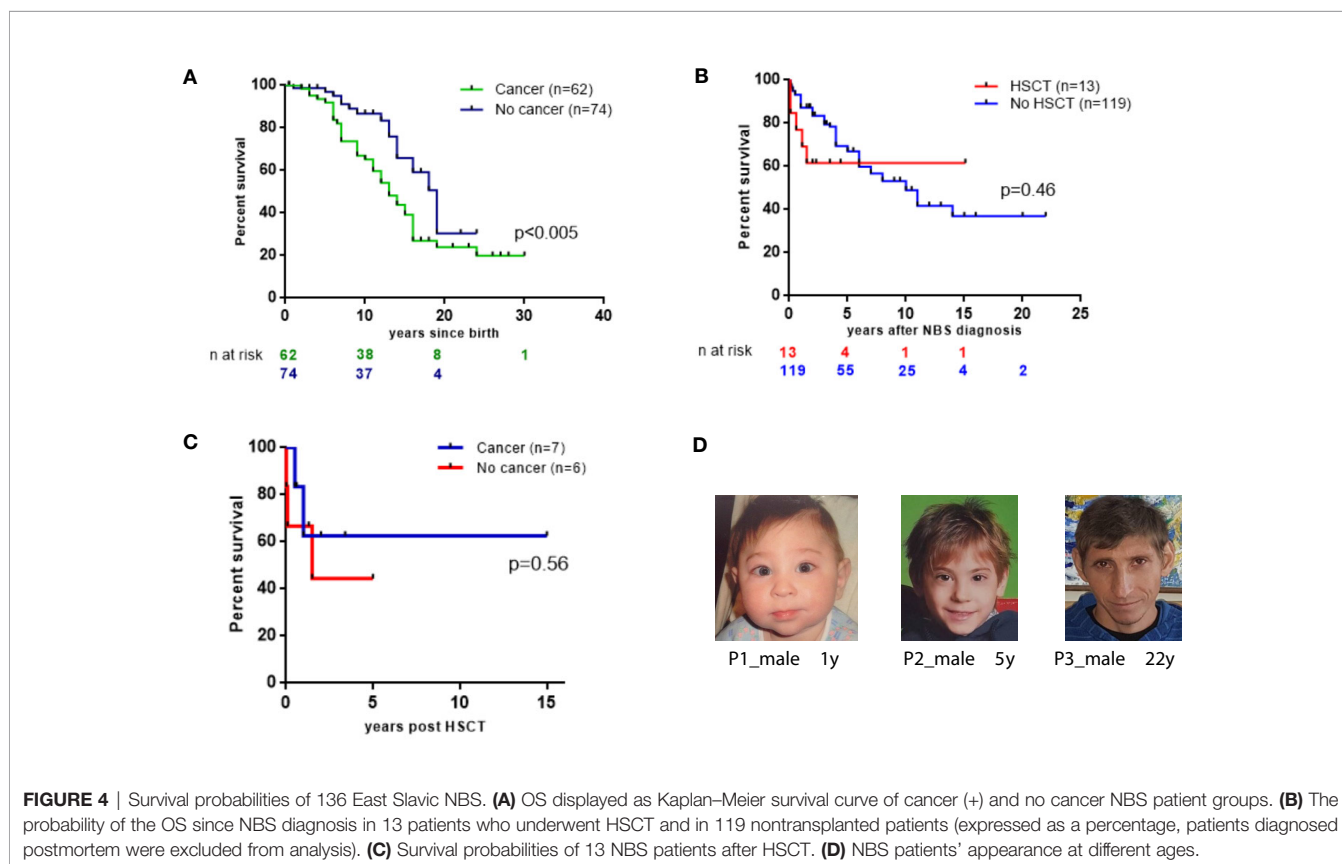 A
Cancer (n=62)
No cancer (n=74)
Percent survival
100
80
60
40
20
0
p<0.005
0 10 20 30 40
years since birth
n at risk 62 38 8 1
74 37 4
B
HSCT (n=13)
No HSCT (n=119)
Percent survival
100
80
60
40
20
0
p=0.46
0 5 10 15 20 25
years after NBS diagnosis
n at risk 13 4 1 1
119 55 25 4 2
C
Cancer (n=7)
No cancer (n=6)
Percent survival
100
80
60
40
20
0
p=0.56
0 5 10 15
years post HSCT
D
P1_male 1y P2_male 5y P3_male 22y
FIGURE 4 | Survival probabilities of 136 East Slavic NBS. (A) OS displayed as Kaplan–Meier survival curve of cancer (+) and no cancer NBS patient groups. (B) The
probability of the OS since NBS diagnosis in 13 patients who underwent HSCT and in 119 nontransplanted patients (expressed as a percentage, patients diagnosed
postmortem were excluded from analysis). (C) Survival probabilities of 13 NBS patients after HSCT. (D) NBS patients’ appearance at different ages.